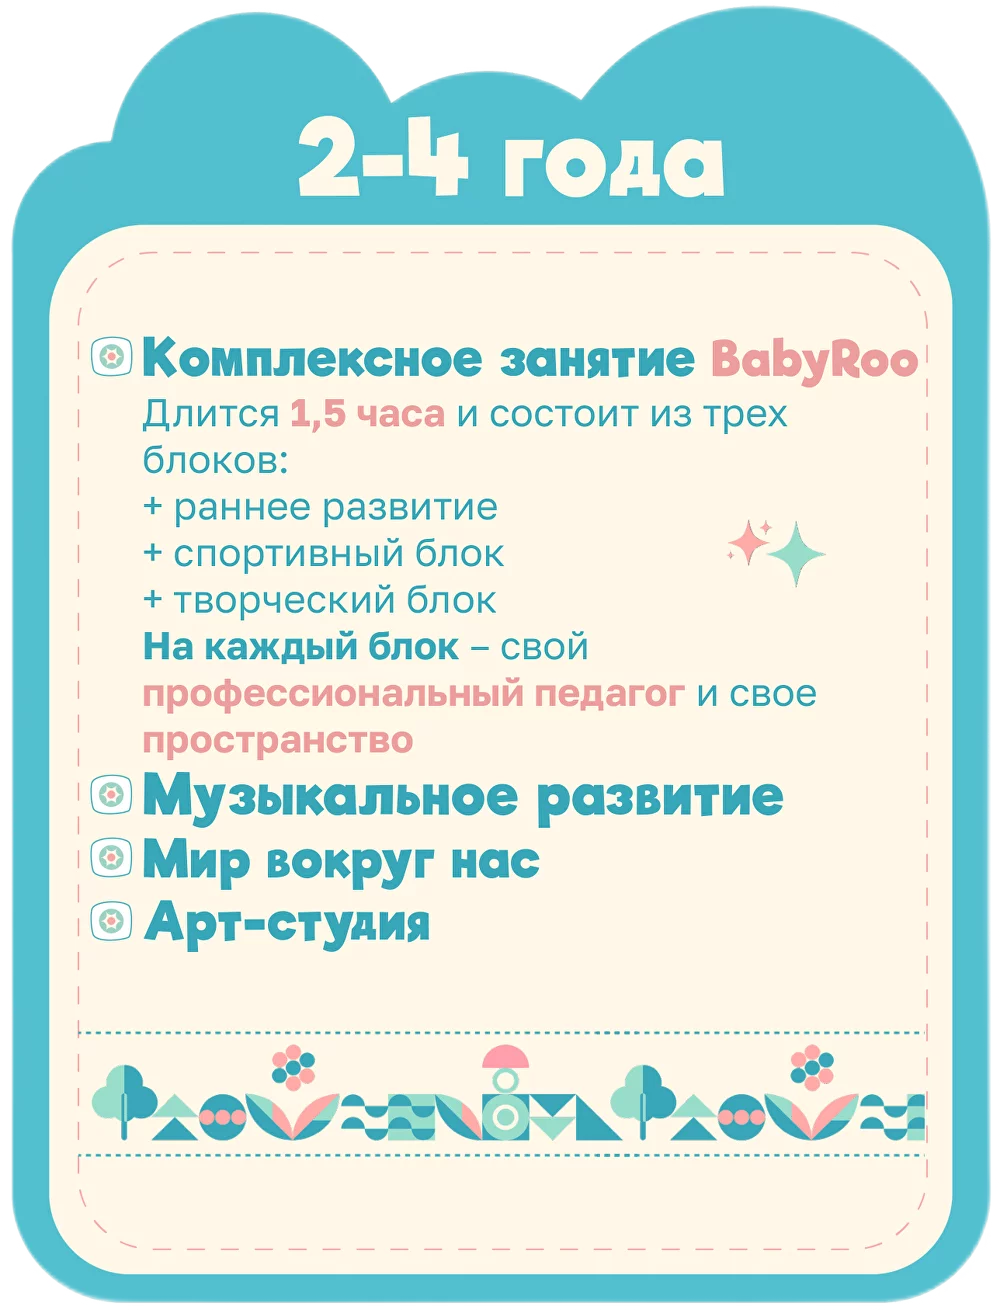 2-4 года
Комплексное занятие BabyRoo
Длится 1,5 часа и состоит из трех
блоков:
+ раннее развитие
+ спортивный блок
+ творческий блок
На каждый блок – свой
профессиональный педагог и свое
пространство
Музыкальное развитие
Мир вокруг нас
Арт-студия